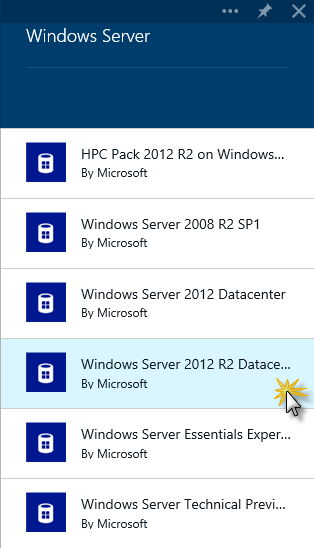 Windows Server
HPC Pack 2012 R2 on Windows...
By Microsoft
Windows Server 2008 R2 SP1
By Microsoft
Windows Server 2012 Datacenter
By Microsoft
Windows Server 2012 R2 Datace...
By Microsoft
Windows Server Essentials Exper...
By Microsoft
Windows Server Technical Previ...
By Microsoft